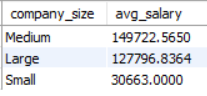 company_size avg_salary
Medium 149722.5650
Large 127796.8364
Small 30663.0000